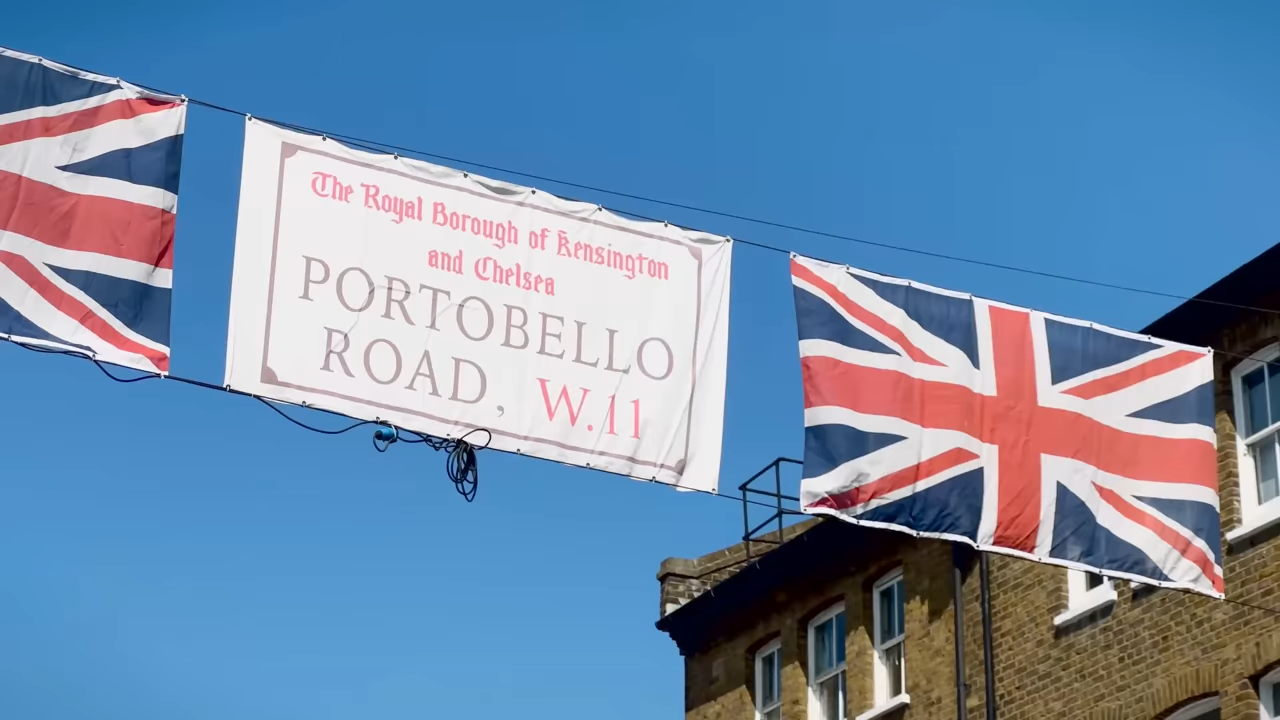 The Royal Borough of Kensington
and Chelsea
PORTOBELLO
ROAD, W.11